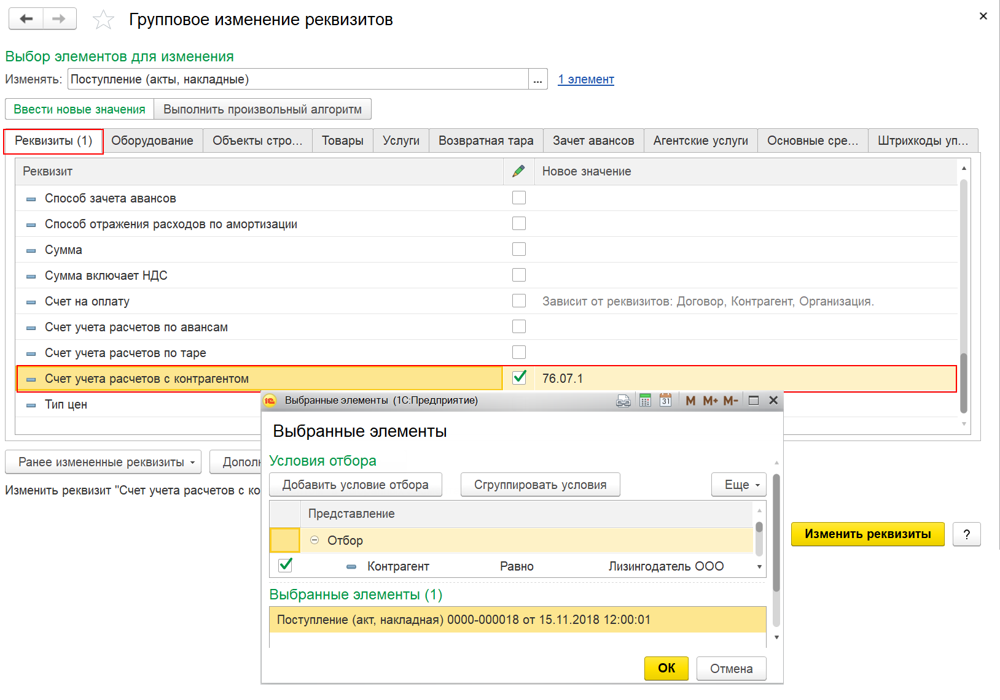 Групповое изменение реквизитов
Выбор элементов для изменения
Изменять: Поступление (акты, накладные) ... 1 элемент
Ввести новые значения Выполнить произвольный алгоритм
Реквизиты (1) Оборудование Объекты стро... Товары Услуги Возвратная тара Зачет авансов Агентские услуги Основные сре... Штрихкоды уп...
Реквизит Новое значение
Способ зачета авансов
Способ отражения расходов по амортизации
Сумма
Сумма включает НДС
Счет на оплату Зависит от реквизитов: Договор, Контрагент, Организация.
Счет учета расчетов по авансам
Счет учета расчетов по таре
Счет учета расчетов с контрагентом 76.07.1
Тип цен
Ранее измененные реквизиты Дополн
Изменить реквизит "Счет учета расчетов с ко
Изменить реквизиты ?
1С Выбранные элементы (1С:Предприятие) 31 M M+ M-
Выбранные элементы
Условия отбора
Добавить условие отбора Сгруппировать условия Еще
Представление
Отбор
Контрагент Равно Лизингодатель ООО
Выбранные элементы (1)
Поступление (акт, накладная) 0000-000018 от 15.11.2018 12:00:01
ОК Отмена